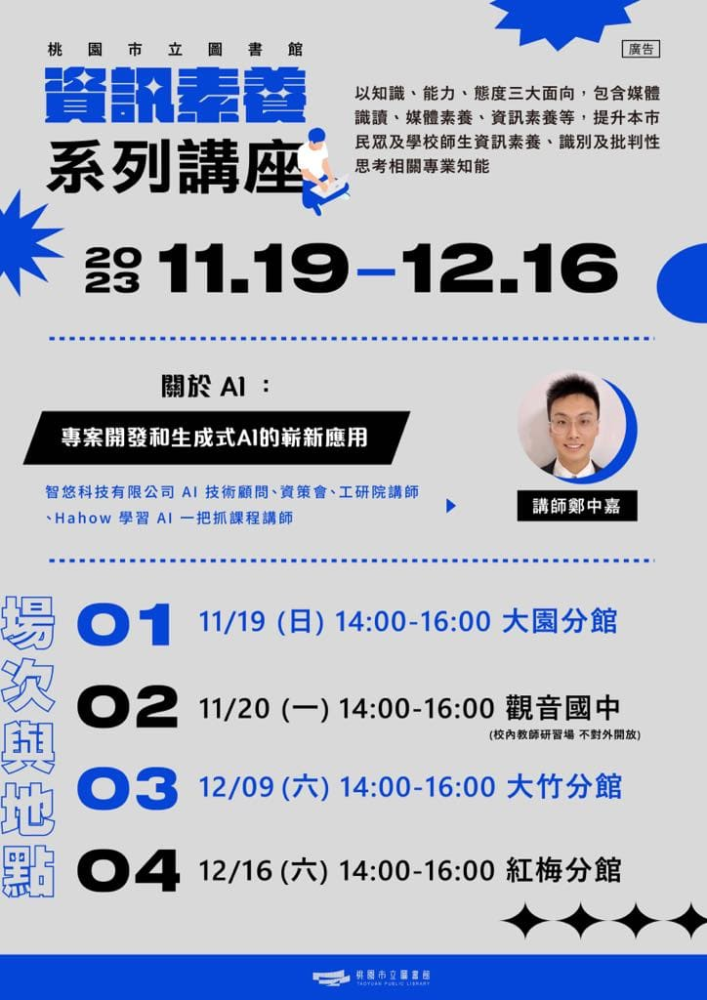 桃園市立圖書館
廣告
資訊素養
系列講座
以知識、能力、態度三大面向，包含媒體
識讀、媒體素養、資訊素養等，提升本市
民眾及學校師生資訊素養、識別及批判性
思考相關專業知能
2023 11.19–12.16
關於 AI：
專案開發和生成式AI的嶄新應用
智悠科技有限公司 AI 技術顧問、資策會、工研院講師
、Hahow 學習 AI 一把抓課程講師
講師鄭中嘉
場次與地點
01 11/19 (日) 14:00-16:00 大園分館
02 11/20 (一) 14:00-16:00 觀音國中
(校內教師研習場 不對外開放)
03 12/09 (六) 14:00-16:00 大竹分館
04 12/16 (六) 14:00-16:00 紅梅分館
桃園市立圖書館
TAOYUAN PUBLIC LIBRARY